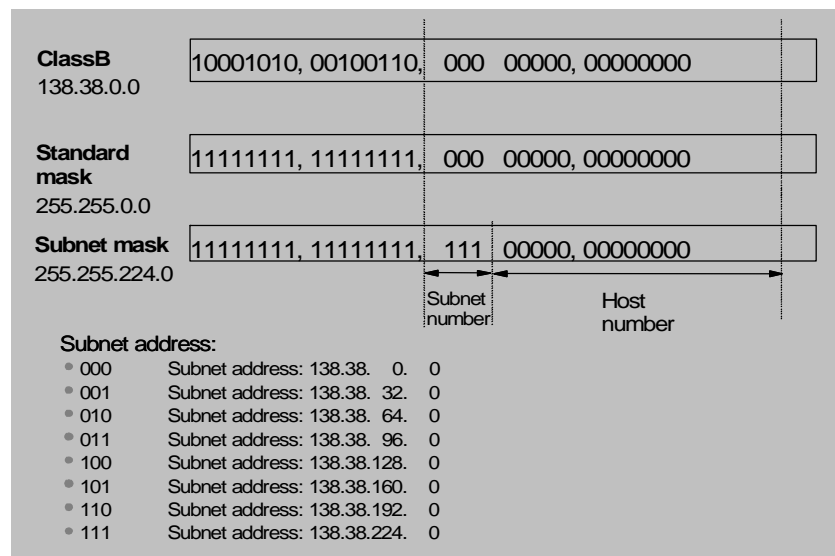 ClassB
10001010, 00100110, 000 00000, 00000000
138.38.0.0
Standard
mask
11111111, 11111111, 000 00000, 00000000
255.255.0.0
Subnet mask
11111111, 11111111, 111 00000, 00000000
255.255.224.0
Subnet
number
Host
number
Subnet address:
000 Subnet address: 138.38. 0. 0
001 Subnet address: 138.38. 32. 0
010 Subnet address: 138.38. 64. 0
011 Subnet address: 138.38. 96. 0
100 Subnet address: 138.38.128. 0
101 Subnet address: 138.38.160. 0
110 Subnet address: 138.38.192. 0
111 Subnet address: 138.38.224. 0